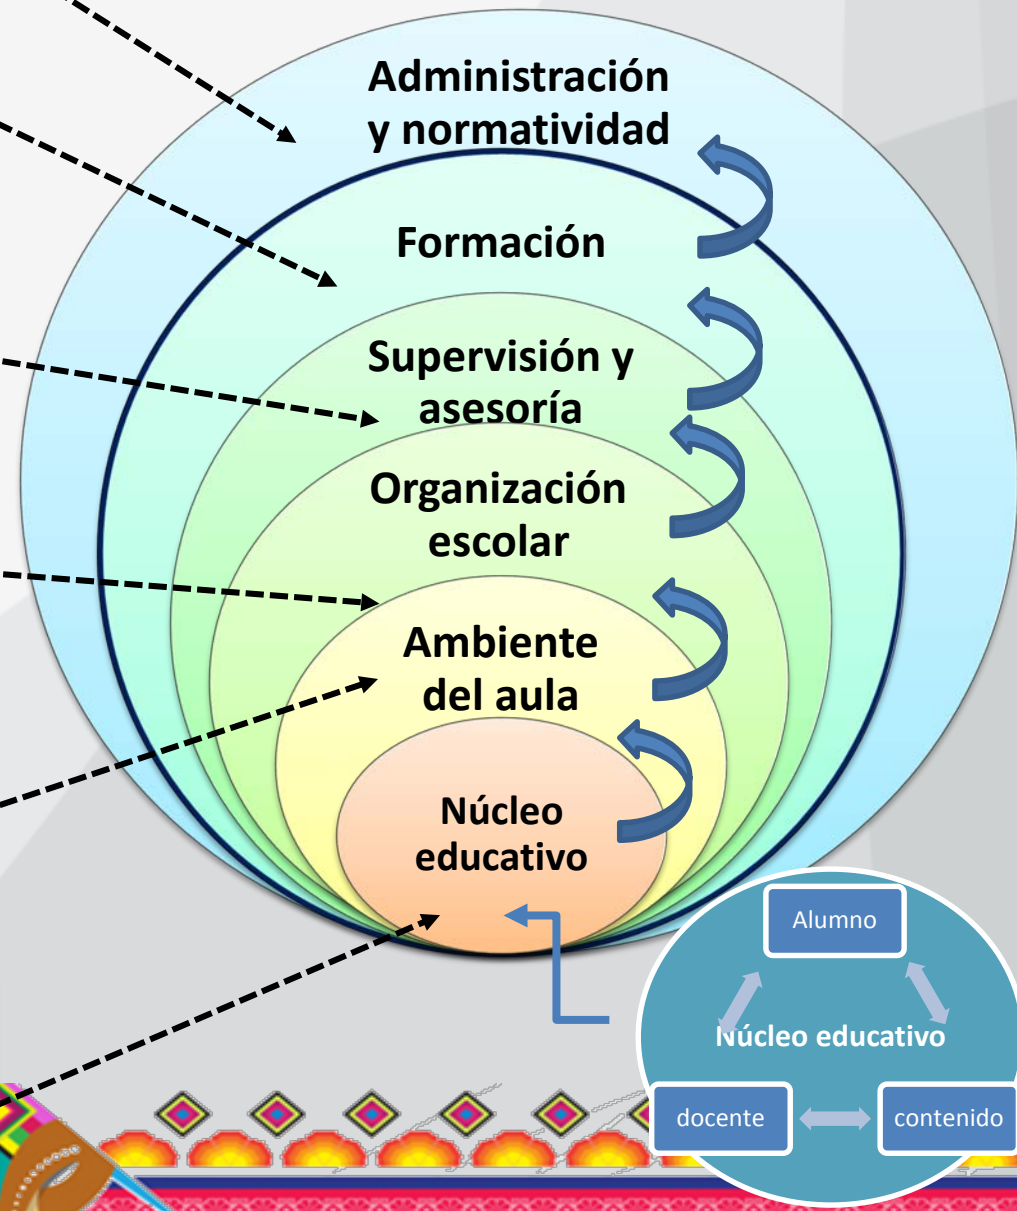 Administración
y normatividad
Formación
Supervisión y
asesoría
Organización
escolar
Ambiente
del aula
Núcleo
educativo
Alumno
Núcleo educativo
docente
contenido